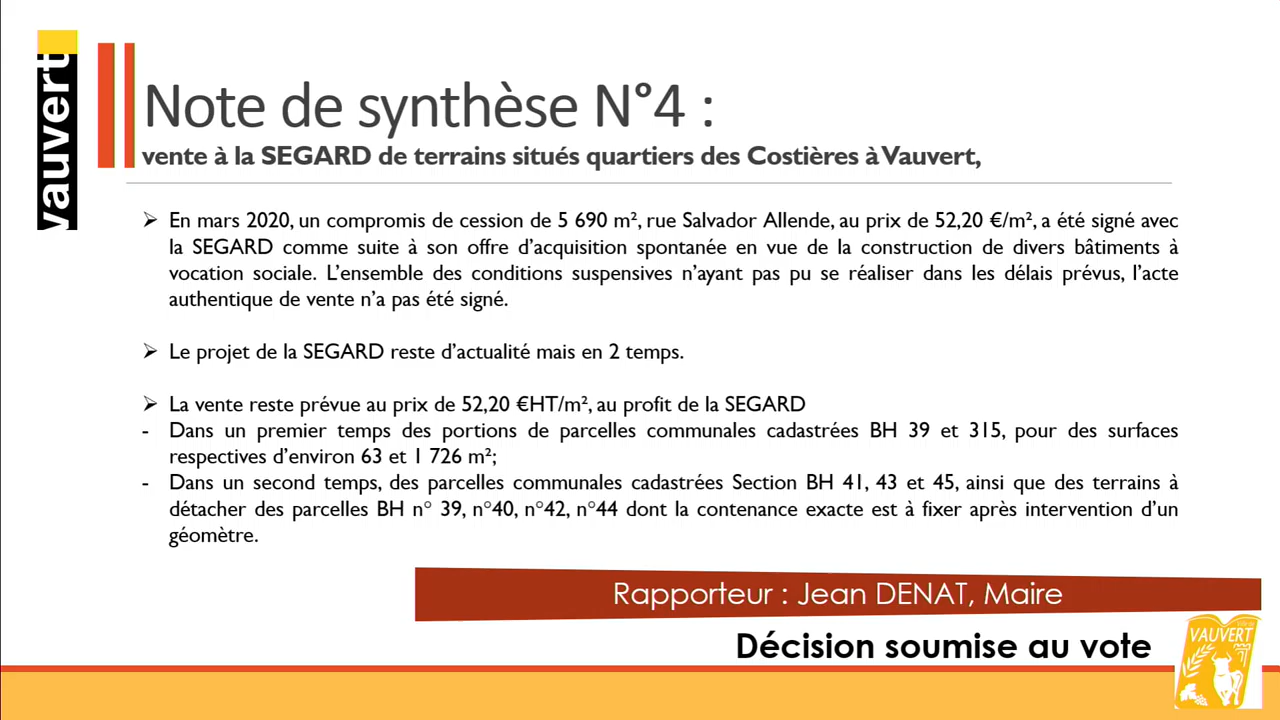 vauvert
Note de synthèse N°4 :
vente à la SEGARD de terrains situés quartiers des Costières à Vauvert,
➢ En mars 2020, un compromis de cession de 5 690 m², rue Salvador Allende, au prix de 52,20 €/m², a été signé avec
la SEGARD comme suite à son offre d’acquisition spontanée en vue de la construction de divers bâtiments à
vocation sociale. L’ensemble des conditions suspensives n’ayant pas pu se réaliser dans les délais prévus, l’acte
authentique de vente n’a pas été signé.
➢ Le projet de la SEGARD reste d’actualité mais en 2 temps.
➢ La vente reste prévue au prix de 52,20 €HT/m², au profit de la SEGARD
- Dans un premier temps des portions de parcelles communales cadastrées BH 39 et 315, pour des surfaces
respectives d’environ 63 et 1 726 m²;
- Dans un second temps, des parcelles communales cadastrées Section BH 41, 43 et 45, ainsi que des terrains à
détacher des parcelles BH n° 39, n°40, n°42, n°44 dont la contenance exacte est à fixer après intervention d’un
géomètre.
Rapporteur : Jean DENAT, Maire
Décision soumise au vote
VAUVERT